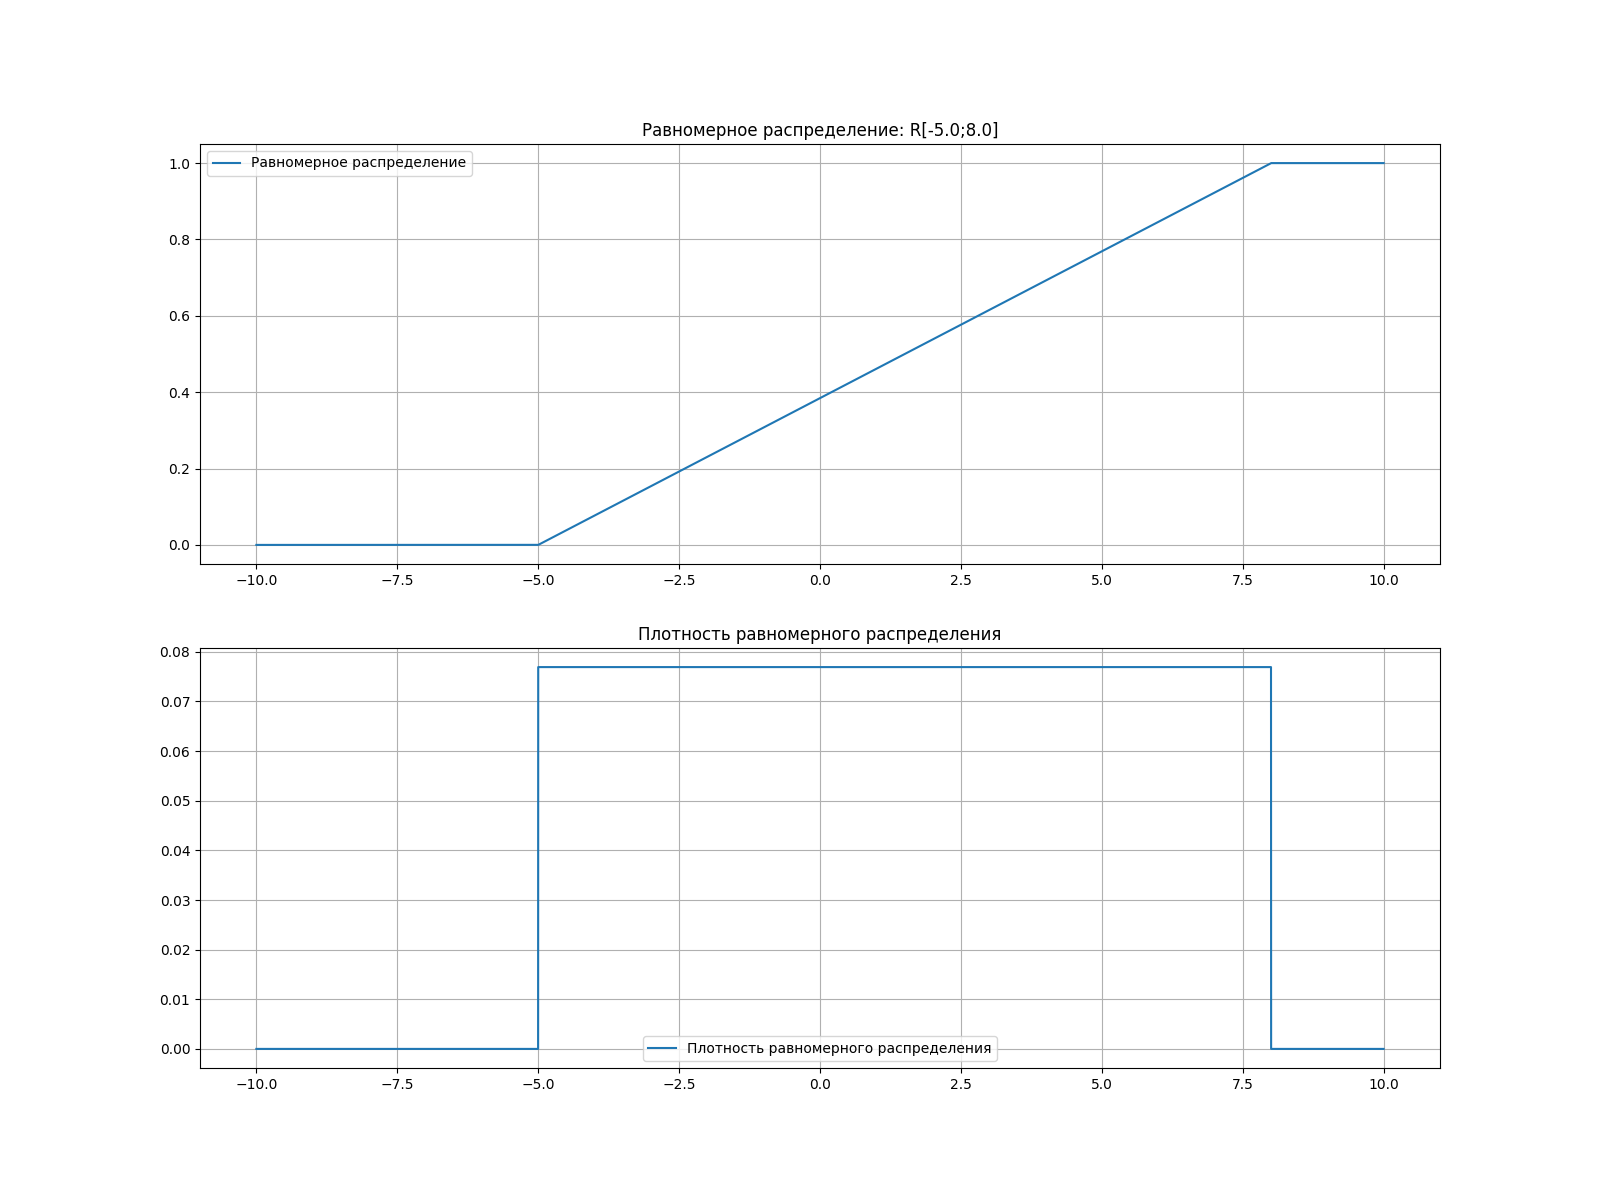 Равномерное распределение: R[-5.0;8.0]
Равномерное распределение
1.0
0.8
0.6
0.4
0.2
0.0
−10.0 −7.5 −5.0 −2.5 0.0 2.5 5.0 7.5 10.0
Плотность равномерного распределения
0.08
0.07
0.06
0.05
0.04
0.03
0.02
0.01
0.00
Плотность равномерного распределения
−10.0 −7.5 −5.0 −2.5 0.0 2.5 5.0 7.5 10.0